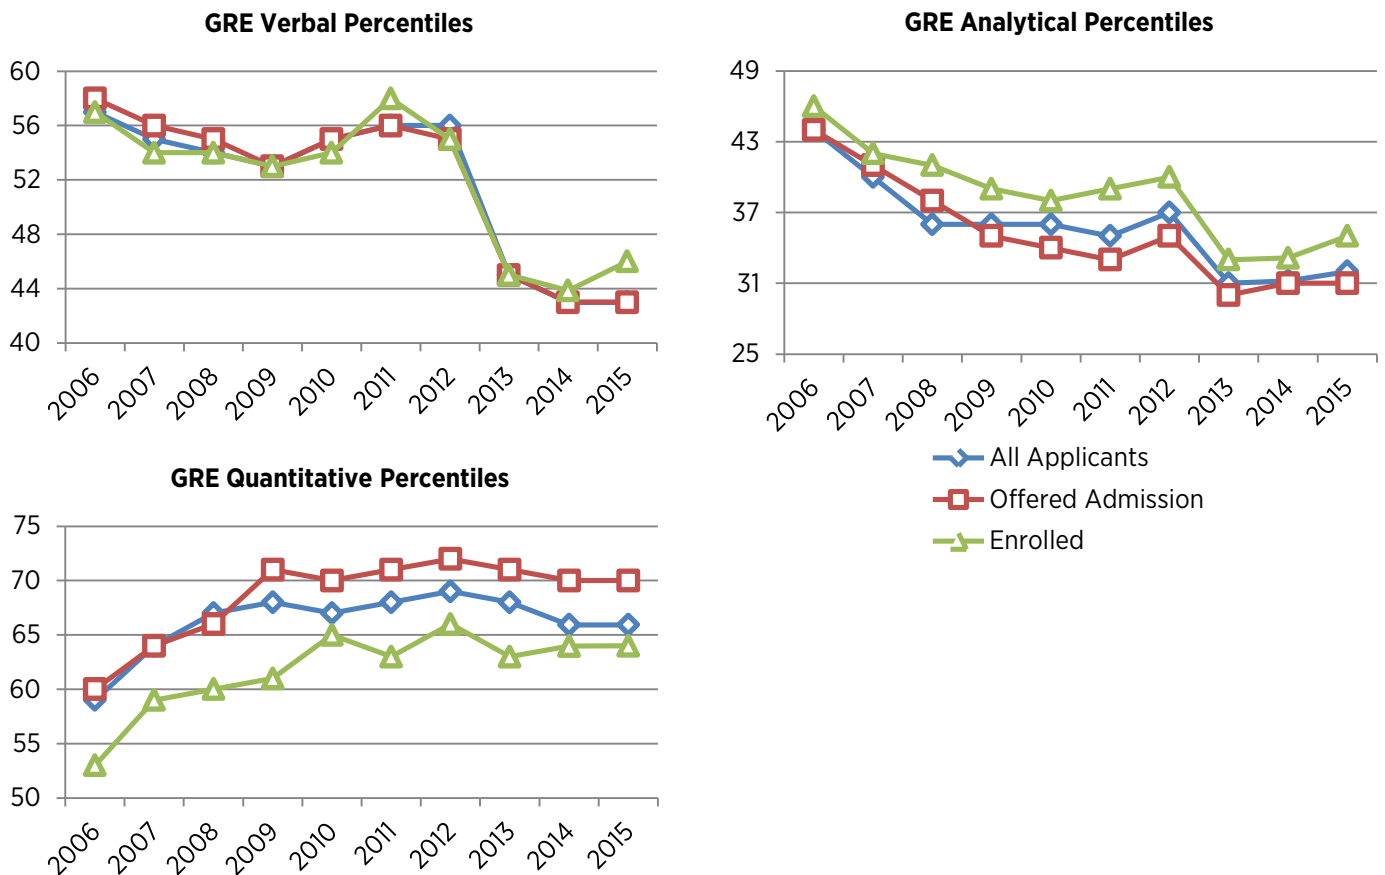 GRE Verbal Percentiles
60
56
52
48
44
40
2006 2007 2008 2009 2010 2011 2012 2013 2014 2015
GRE Analytical Percentiles
49
43
37
31
25
2006 2007 2008 2009 2010 2011 2012 2013 2014 2015
All Applicants
Offered Admission
Enrolled
GRE Quantitative Percentiles
75
70
65
60
55
50
2006 2007 2008 2009 2010 2011 2012 2013 2014 2015